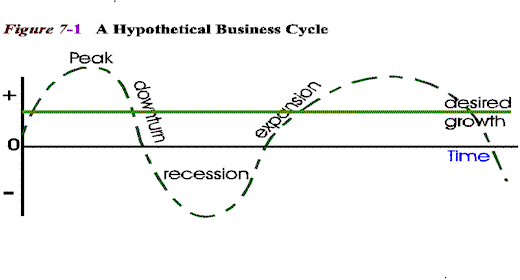 Figure 7-1 A Hypothetical Business Cycle
Peak
+
downturn
expansion
desired
growth
0
Time
recession
-